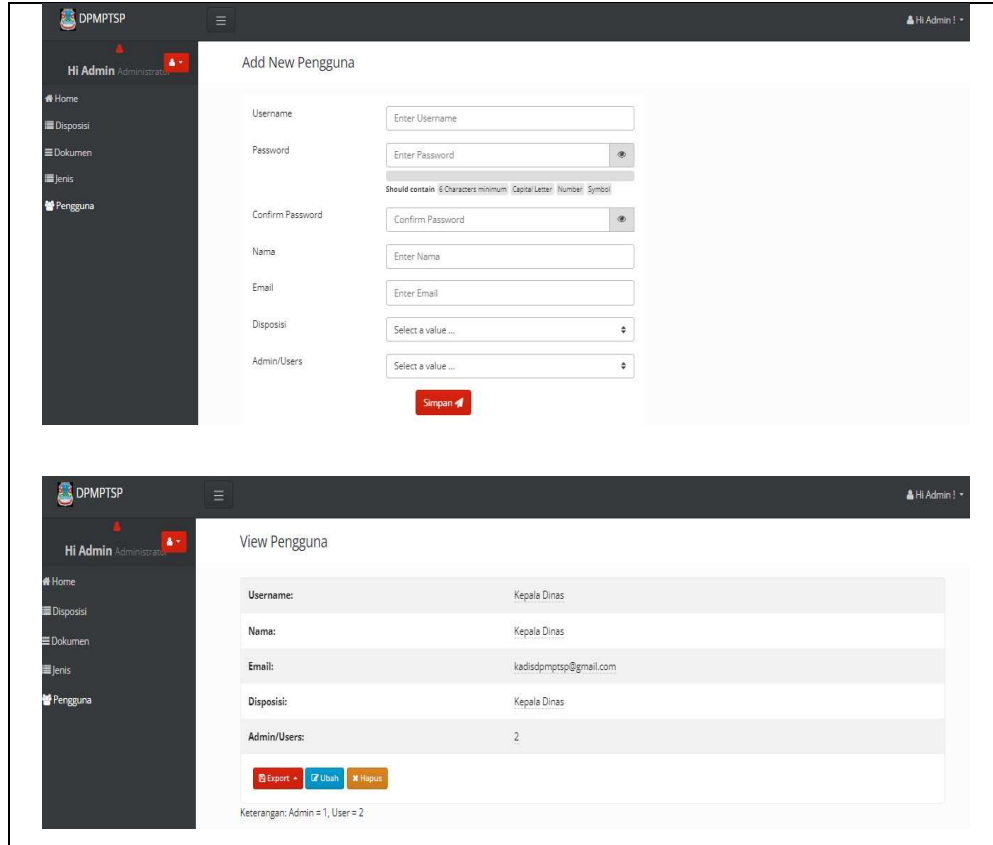 DPMPTSP
Hi Admin !
Hi Admin Administrator
Add New Pengguna
Home
Disposisi
Dokumen
Jenis
Pengguna
Username Enter Username
Password Enter Password
Should contain 6 Characters minimum Capital Letter Number Symbol
Confirm Password Confirm Password
Nama Enter Nama
Email Enter Email
Disposisi Select a value ...
Admin/Users Select a value ...
Simpan
DPMPTSP
Hi Admin !
Hi Admin Administrator
View Pengguna
Home
Disposisi
Dokumen
Jenis
Pengguna
Username: Kepala Dinas
Nama: Kepala Dinas
Email: kadisdpmptsp@gmail.com
Disposisi: Kepala Dinas
Admin/Users: 2
Export Ubah Hapus
Keterangan: Admin = 1, User = 2